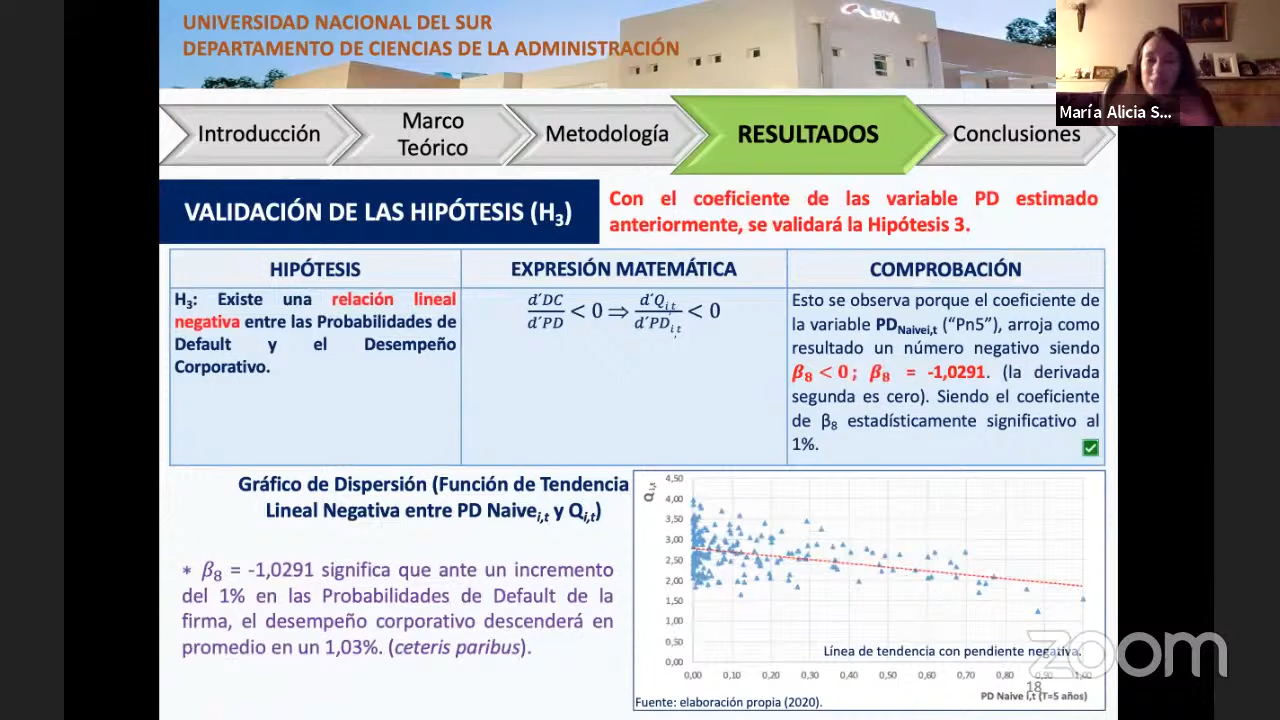 UNIVERSIDAD NACIONAL DEL SUR
DEPARTAMENTO DE CIENCIAS DE LA ADMINISTRACIÓN
María Alicia S...
Introducción
Marco
Teórico
Metodología
RESULTADOS
Conclusiones
VALIDACIÓN DE LAS HIPÓTESIS (H₃)
Con el coeficiente de las variable PD estimado
anteriormente, se validará la Hipótesis 3.
HIPÓTESIS
EXPRESIÓN MATEMÁTICA
COMPROBACIÓN
H₃: Existe una relación lineal
negativa entre las Probabilidades de
Default y el Desempeño
Corporativo.
d´DC/d´PD < 0 ⇒ d´Qi,t/d´PDi,t < 0
Esto se observa porque el coeficiente de
la variable PDNaivei,t ("Pn5"), arroja como
resultado un número negativo siendo
β₈ < 0 ; β₈ = -1,0291. (la derivada
segunda es cero). Siendo el coeficiente
de β₈ estadísticamente significativo al
1%.
Gráfico de Dispersión (Función de Tendencia
Lineal Negativa entre PD Naivei,t y Qi,t)
* β₈ = -1,0291 significa que ante un incremento
del 1% en las Probabilidades de Default de la
firma, el desempeño corporativo descenderá en
promedio en un 1,03%. (ceteris paribus).
Qi,t
4,50
4,00
3,50
3,00
2,50
2,00
1,50
1,00
0,50
0,00
Línea de tendencia con pendiente negativa.
0,00 0,10 0,20 0,30 0,40 0,50 0,60 0,70 0,80 0,90 1,00
PD Naive i,t (T=5 años)
Fuente: elaboración propia (2020).
18
zoom